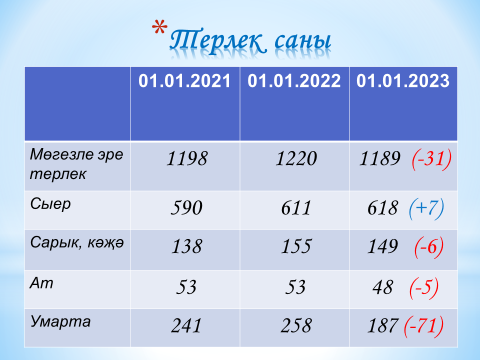 *Терлек саны
01.01.2021 01.01.2022 01.01.2023
Мөгезле эре терлек 1198 1220 1189 (-31)
Сыер 590 611 618 (+7)
Сарык, кәҗә 138 155 149 (-6)
Ат 53 53 48 (-5)
Умарта 241 258 187 (-71)